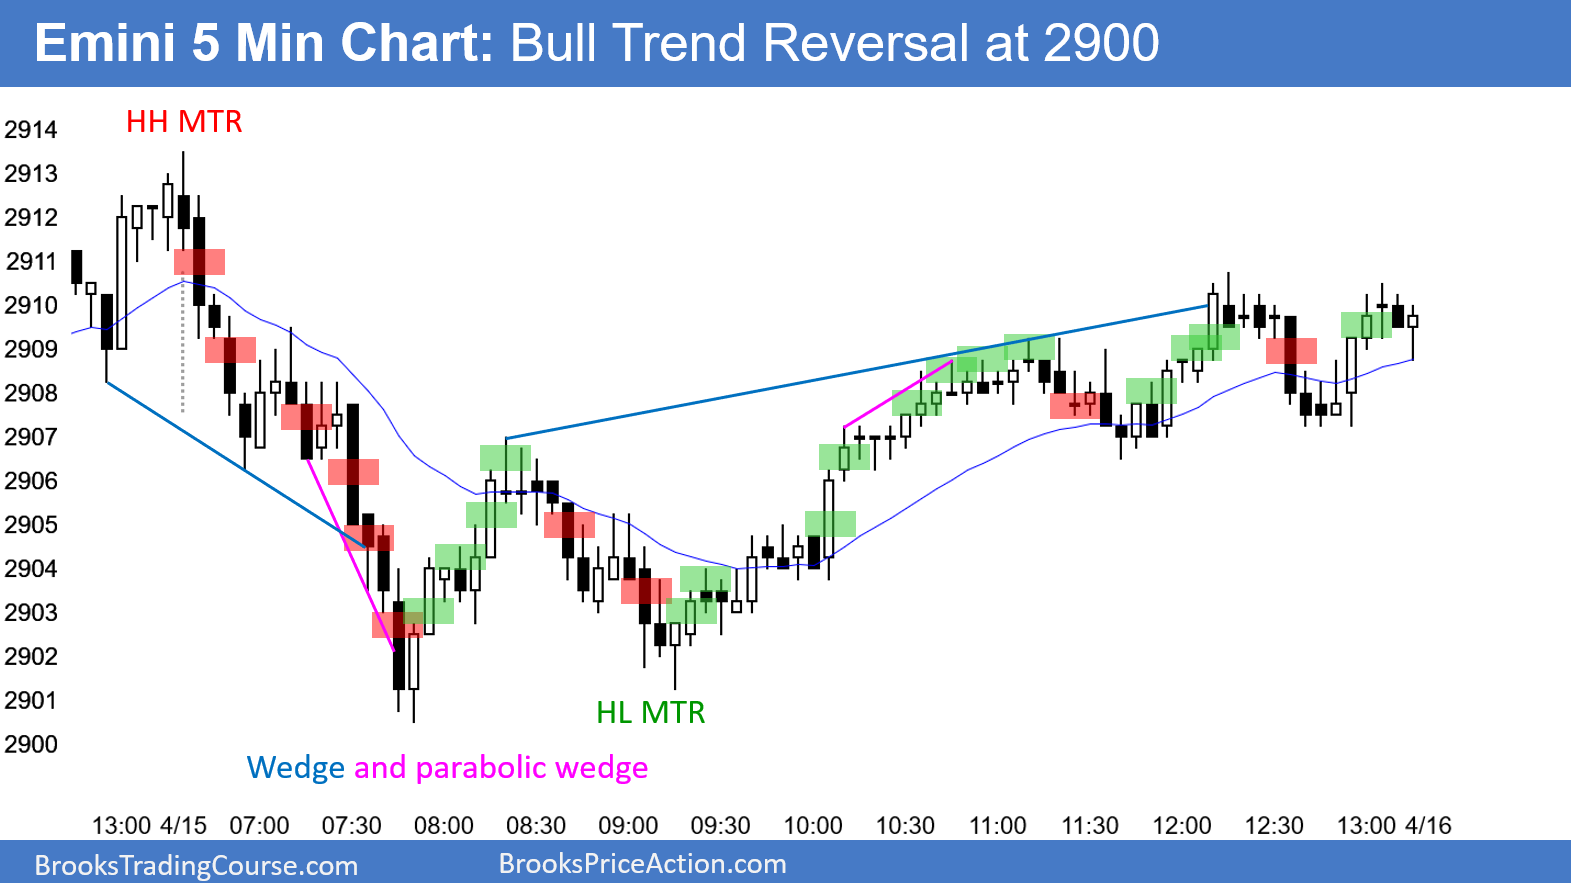 Emini 5 Min Chart: Bull Trend Reversal at 2900
HH MTR
2914
2913
2912
2911
2910
2909
2908
2907
2906
2905
2904
2903
2902
2901
2900
HL MTR
Wedge and parabolic wedge
13:00 4/15 07:00 07:30 08:00 08:30 09:00 09:30 10:00 10:30 11:00 11:30 12:00 12:30 13:00 4/16
BrooksTradingCourse.com BrooksPriceAction.com